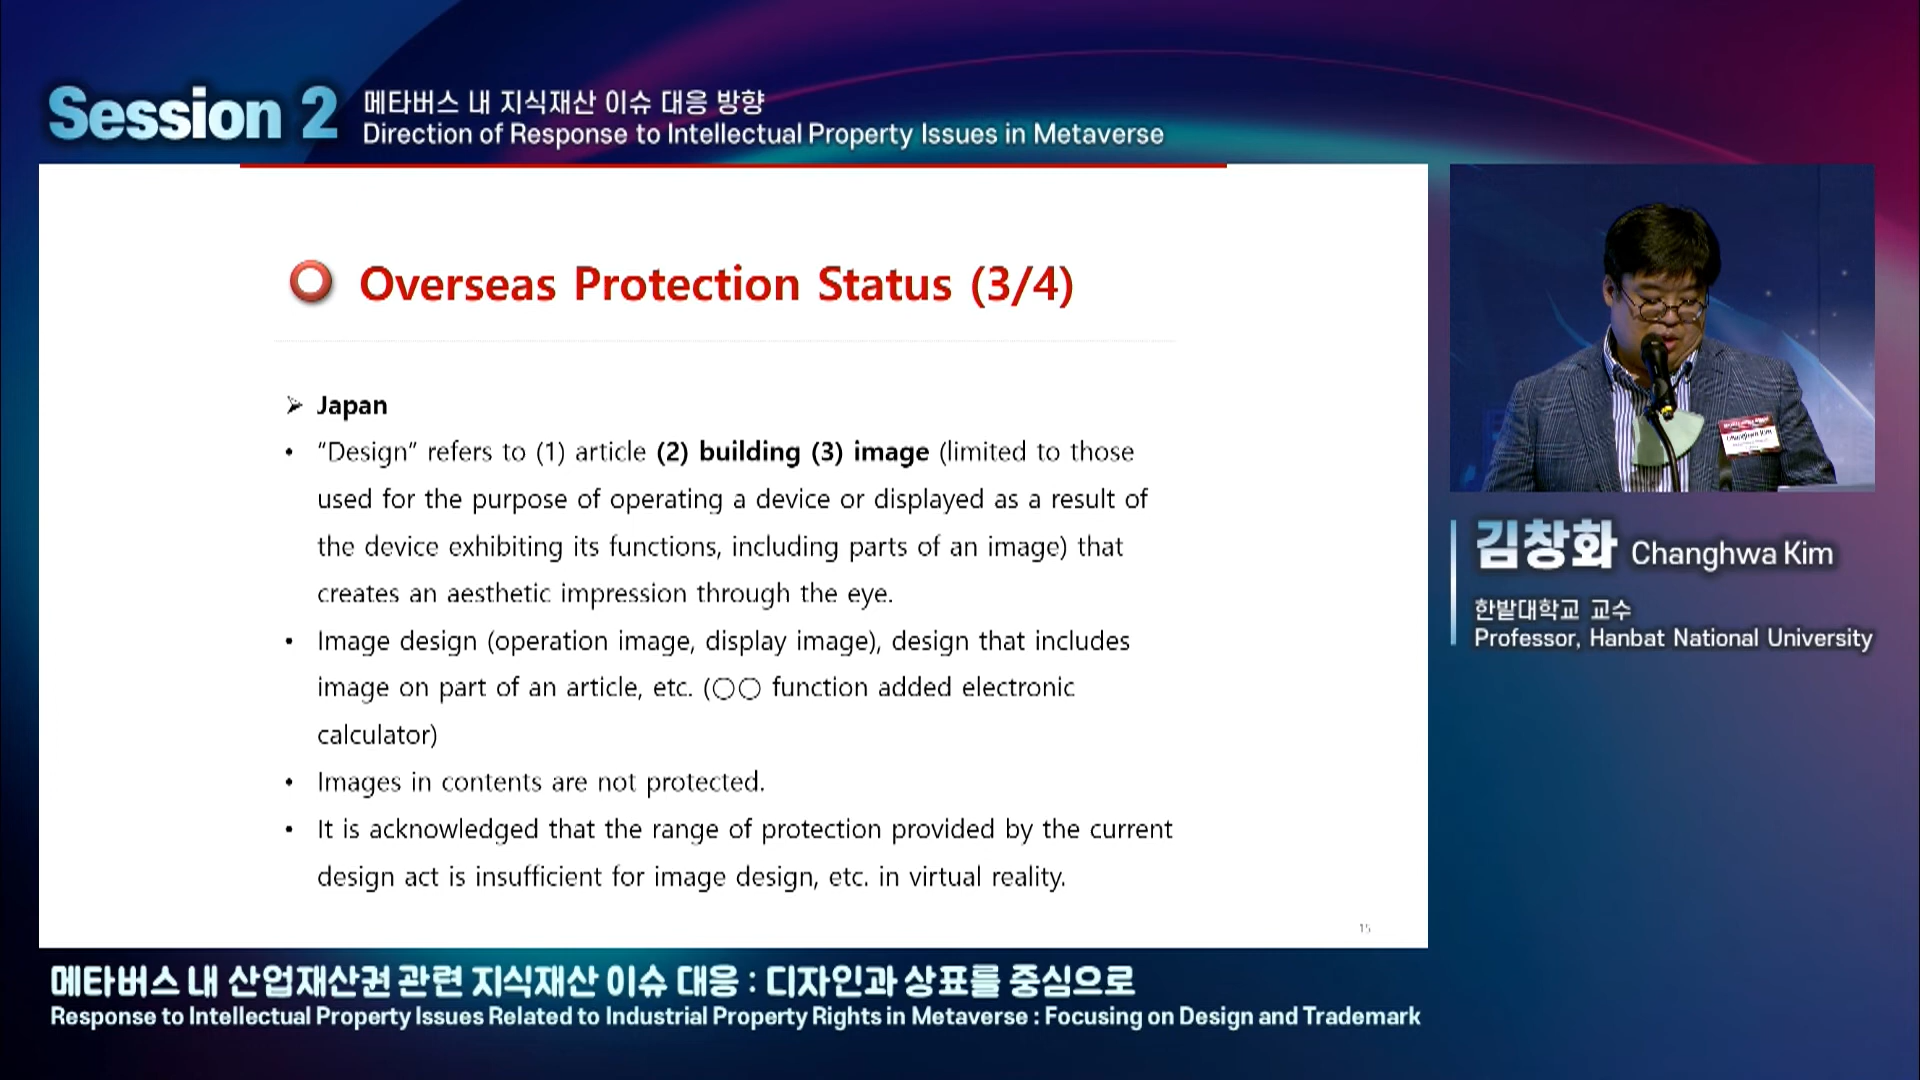 Session 2
메타버스 내 지식재산 이슈 대응 방향
Direction of Response to Intellectual Property Issues in Metaverse
Overseas Protection Status (3/4)
➢ Japan
• “Design” refers to (1) article (2) building (3) image (limited to those
used for the purpose of operating a device or displayed as a result of
the device exhibiting its functions, including parts of an image) that
creates an aesthetic impression through the eye.
• Image design (operation image, display image), design that includes
image on part of an article, etc. (○○ function added electronic
calculator)
• Images in contents are not protected.
• It is acknowledged that the range of protection provided by the current
design act is insufficient for image design, etc. in virtual reality.
15
Changhwa Kim
김창화 Changhwa Kim
한밭대학교 교수
Professor, Hanbat National University
메타버스 내 산업재산권 관련 지식재산 이슈 대응 : 디자인과 상표를 중심으로
Response to Intellectual Property Issues Related to Industrial Property Rights in Metaverse : Focusing on Design and Trademark